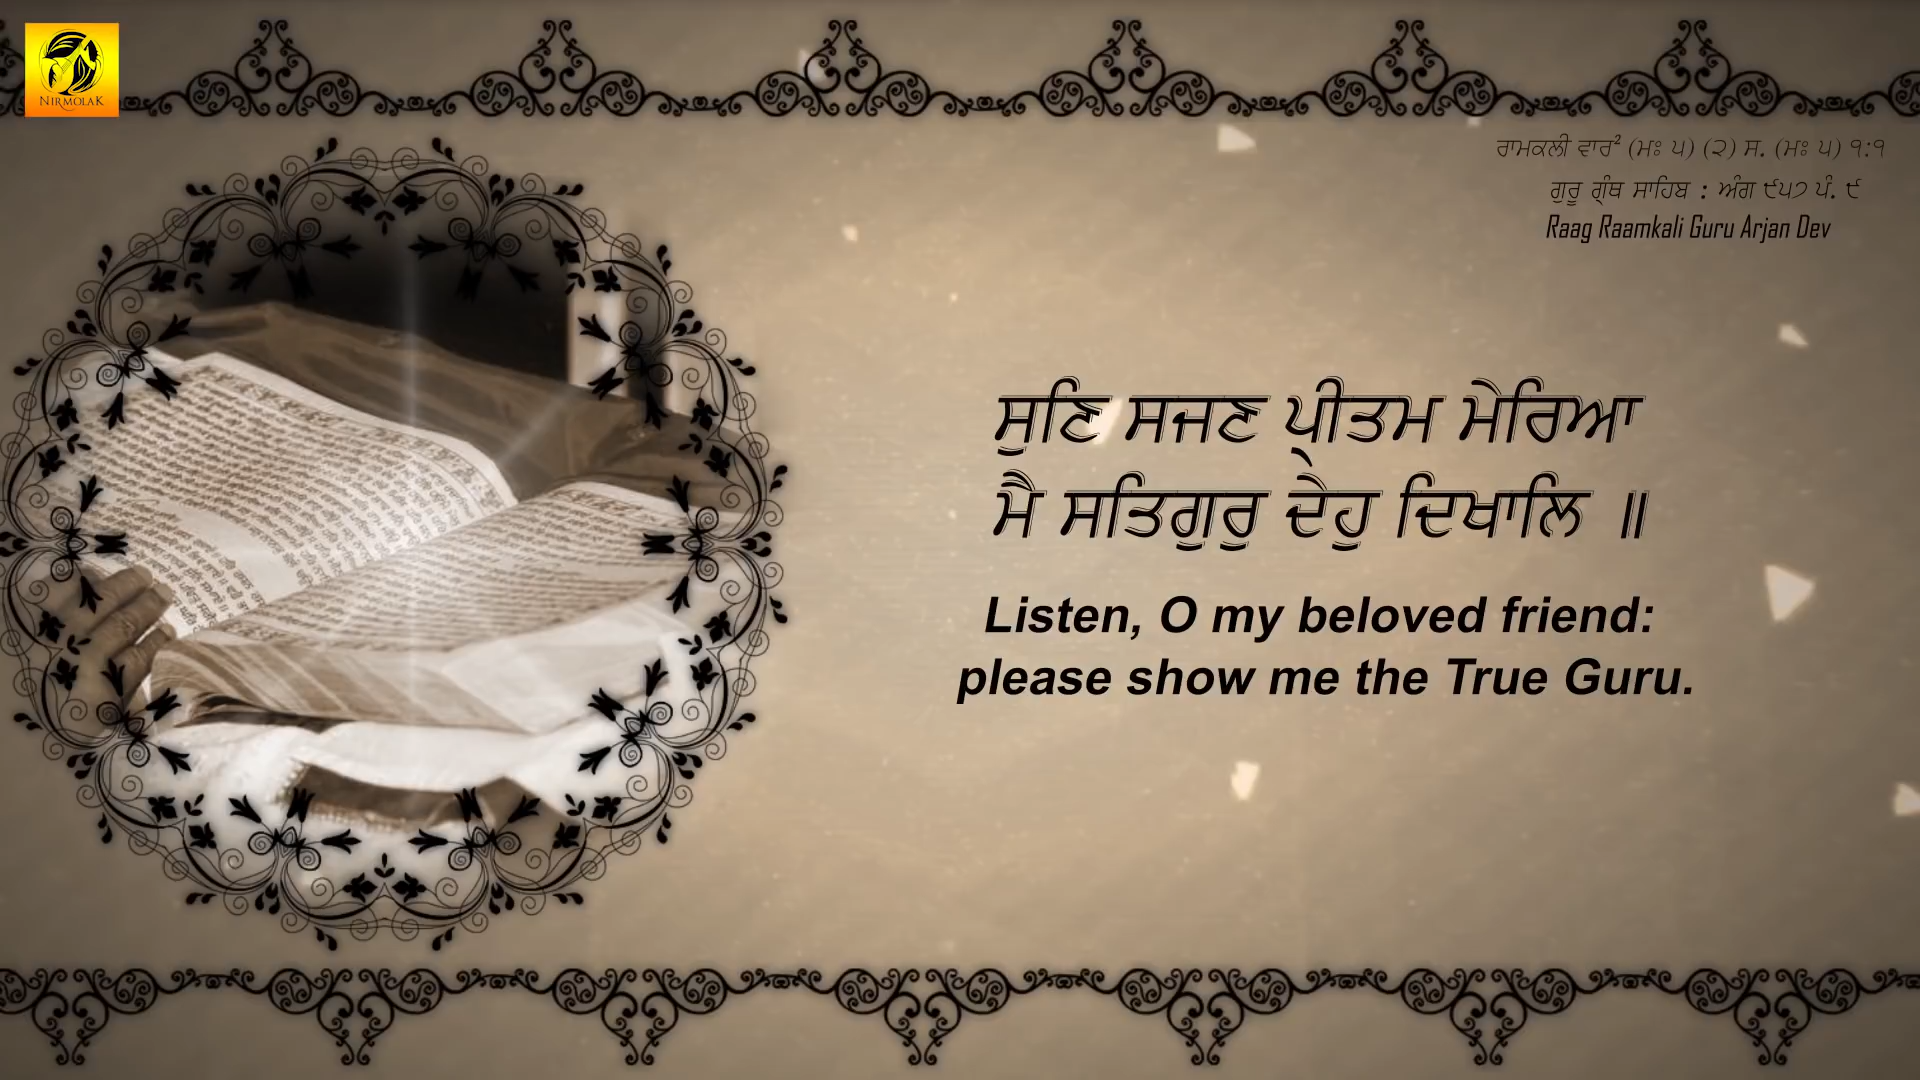 NIRMOLAK
ਰਾਮਕਲੀ ਵਾਰ² (ਮਃ ੫) (੨) ਸ. (ਮਃ ੫) ੧:੧
ਗੁਰੂ ਗ੍ਰੰਥ ਸਾਹਿਬ : ਅੰਗ ੯੫੭ ਪੰ. ੯
Raag Raamkali Guru Arjan Dev
ਸੁਣਿ ਸਜਣ ਪ੍ਰੀਤਮ ਮੇਰਿਆ
ਮੈ ਸਤਿਗੁਰੁ ਦੇਹੁ ਦਿਖਾਲਿ ॥
Listen, O my beloved friend:
please show me the True Guru.